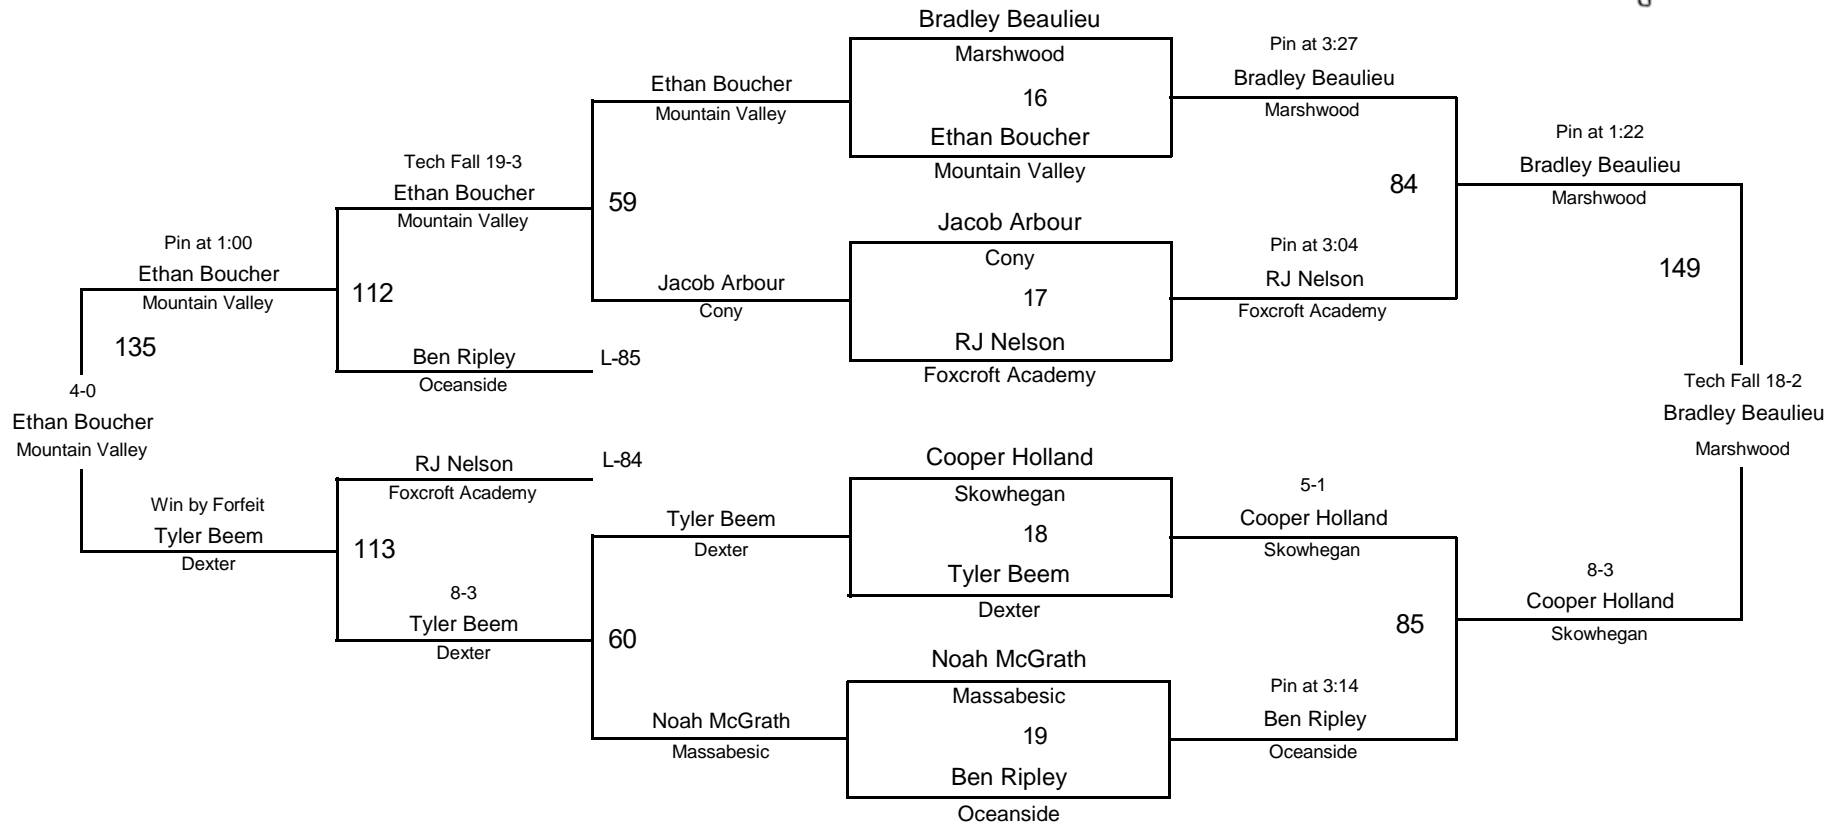 Bradley Beaulieu
Marshwood
16
Ethan Boucher
Mountain Valley
Jacob Arbour
Cony
17
RJ Nelson
Foxcroft Academy
Cooper Holland
Skowhegan
18
Tyler Beem
Dexter
Noah McGrath
Massabesic
19
Ben Ripley
Oceanside
Pin at 3:27
Bradley Beaulieu
Marshwood
84
Pin at 3:04
RJ Nelson
Foxcroft Academy
5-1
Cooper Holland
Skowhegan
85
Pin at 3:14
Ben Ripley
Oceanside
Pin at 1:22
Bradley Beaulieu
Marshwood
149
8-3
Cooper Holland
Skowhegan
Tech Fall 18-2
Bradley Beaulieu
Marshwood
Ethan Boucher
Mountain Valley
59
Jacob Arbour
Cony
Tyler Beem
Dexter
60
Noah McGrath
Massabesic
Tech Fall 19-3
Ethan Boucher
Mountain Valley
112
Ben Ripley
L-85
Oceanside
RJ Nelson
L-84
Foxcroft Academy
113
8-3
Tyler Beem
Dexter
Pin at 1:00
Ethan Boucher
Mountain Valley
135
Win by Forfeit
Tyler Beem
Dexter
4-0
Ethan Boucher
Mountain Valley